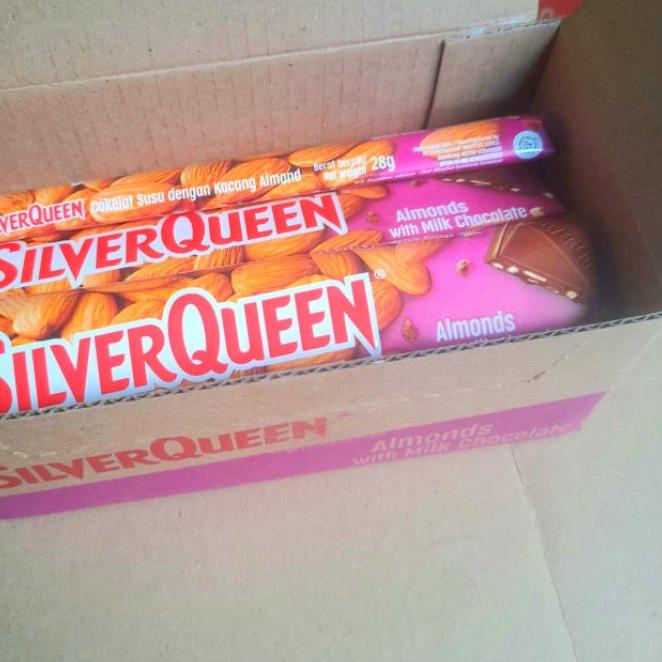 VERQUEEN Cokelat Susu dengan Kacang Almond Berat bersih/
Net weight 28g
SILVERQUEEN
Almonds
with Milk Chocolate
SILVERQUEEN®
Almonds
SILVERQUEEN
Almonds
with Milk Chocolate